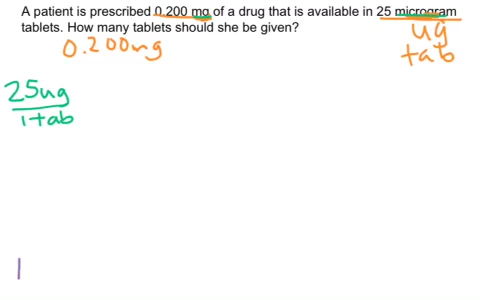 A patient is prescribed 0.200 mg of a drug that is available in 25 microgram
tablets. How many tablets should she be given?
0.200mg
ug
tab
25ug
1tab